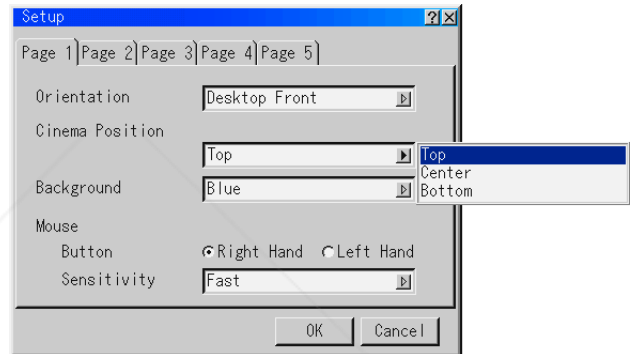 Setup
Page 1 Page 2 Page 3 Page 4 Page 5
Orientation Desktop Front
Cinema Position
Top Top
Center
Background Blue Bottom
Mouse
Button Right Hand Left Hand
Sensitivity Fast
OK Cancel